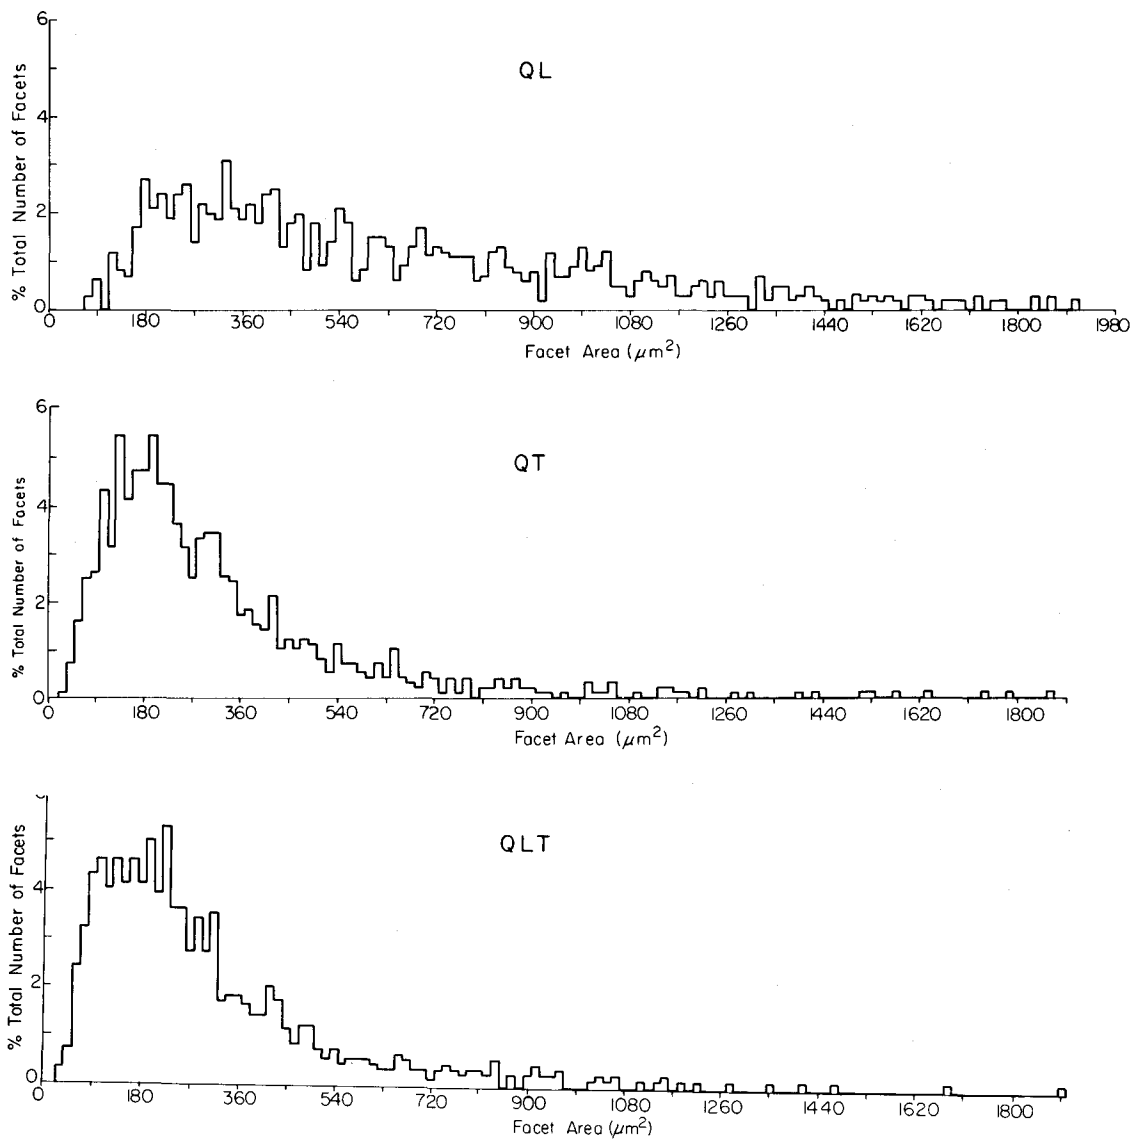 6
QL
4
2
0
% Total Number of Facets
0 180 360 540 720 900 1080 1260 1440 1620 1800 1980
Facet Area (μm²)
6
QT
4
2
0
% Total Number of Facets
0 180 360 540 720 900 1080 1260 1440 1620 1800
Facet Area (μm²)
QLT
4
2
0
% Total Number of Facets
0 180 360 540 720 900 1080 1260 1440 1620 1800
Facet Area (μm²)